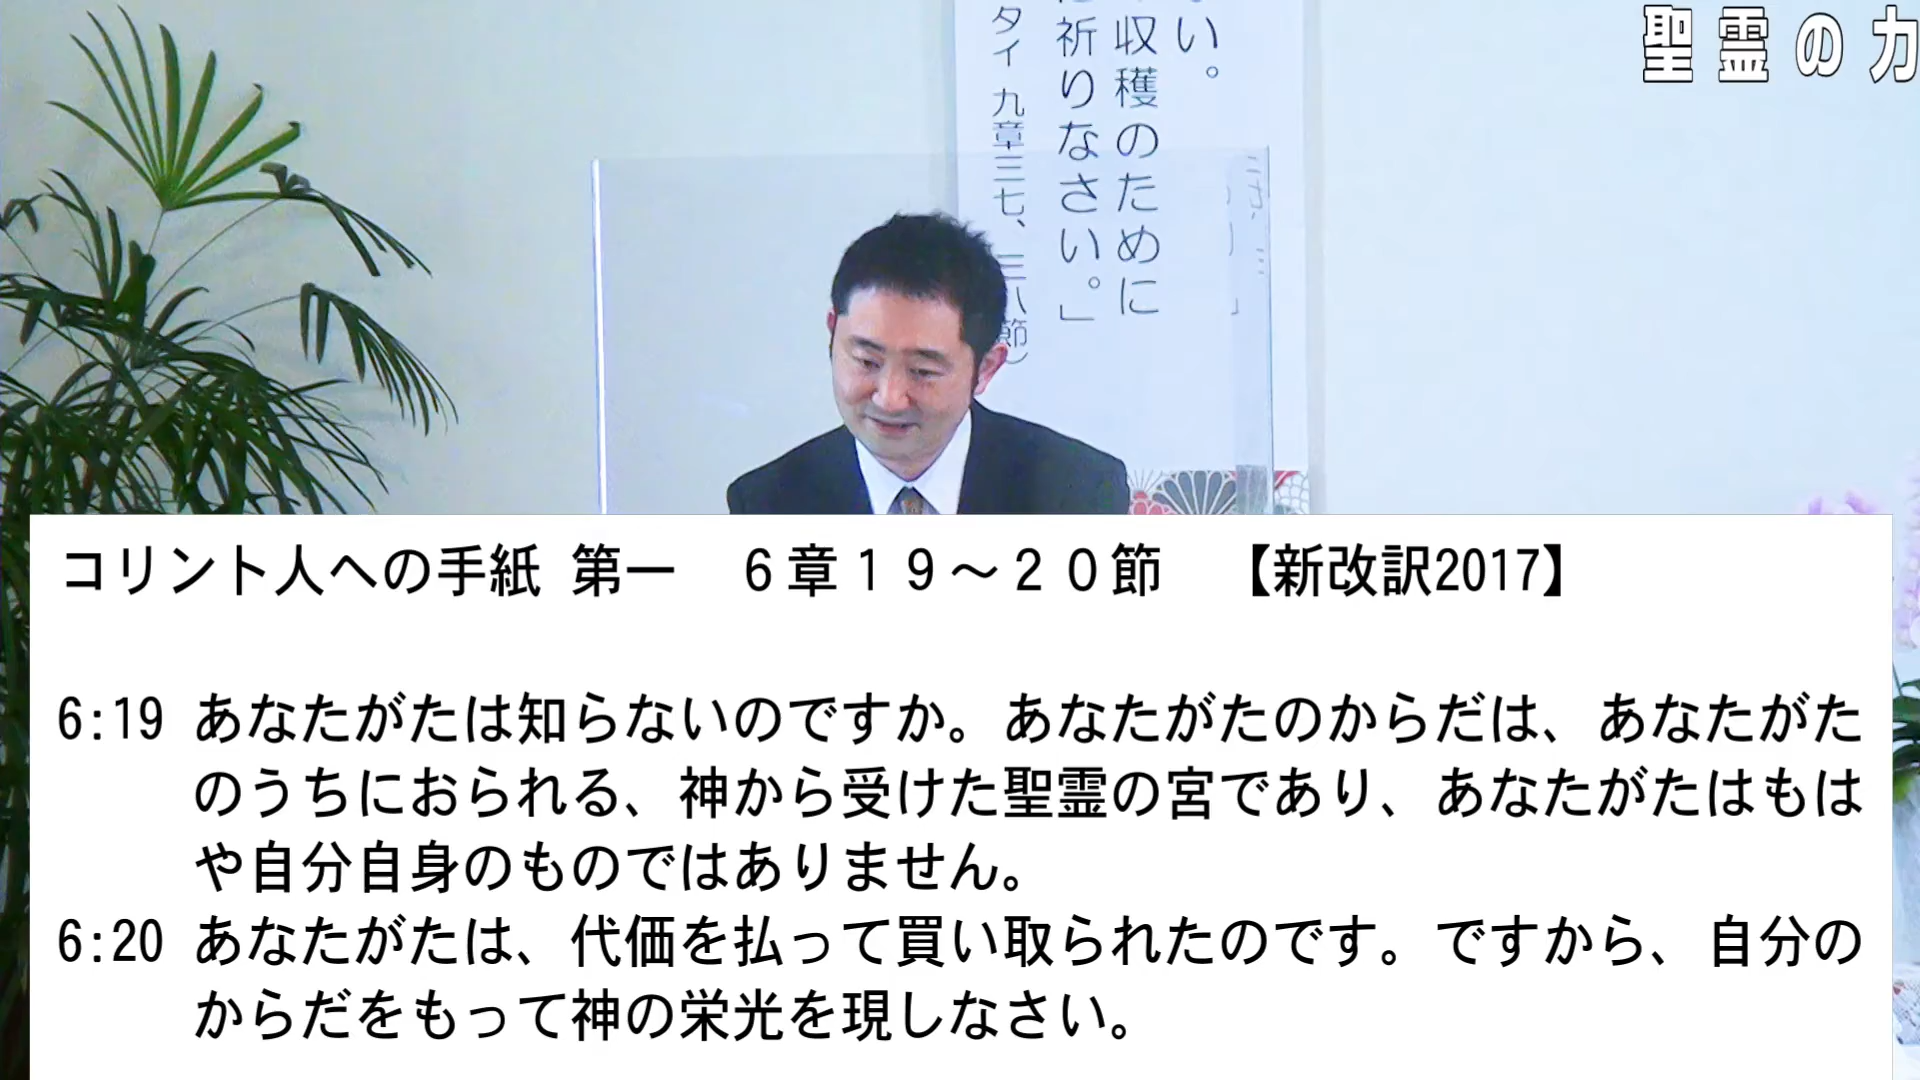 聖霊の力
い。
収穫のために
祈りなさい。」
タイ 九章三七、三八節）
コリント人への手紙 第一　６章１９～２０節　【新改訳2017】
6:19 あなたがたは知らないのですか。あなたがたのからだは、あなたがた
のうちにおられる、神から受けた聖霊の宮であり、あなたがたはもは
や自分自身のものではありません。
6:20 あなたがたは、代価を払って買い取られたのです。ですから、自分の
からだをもって神の栄光を現しなさい。